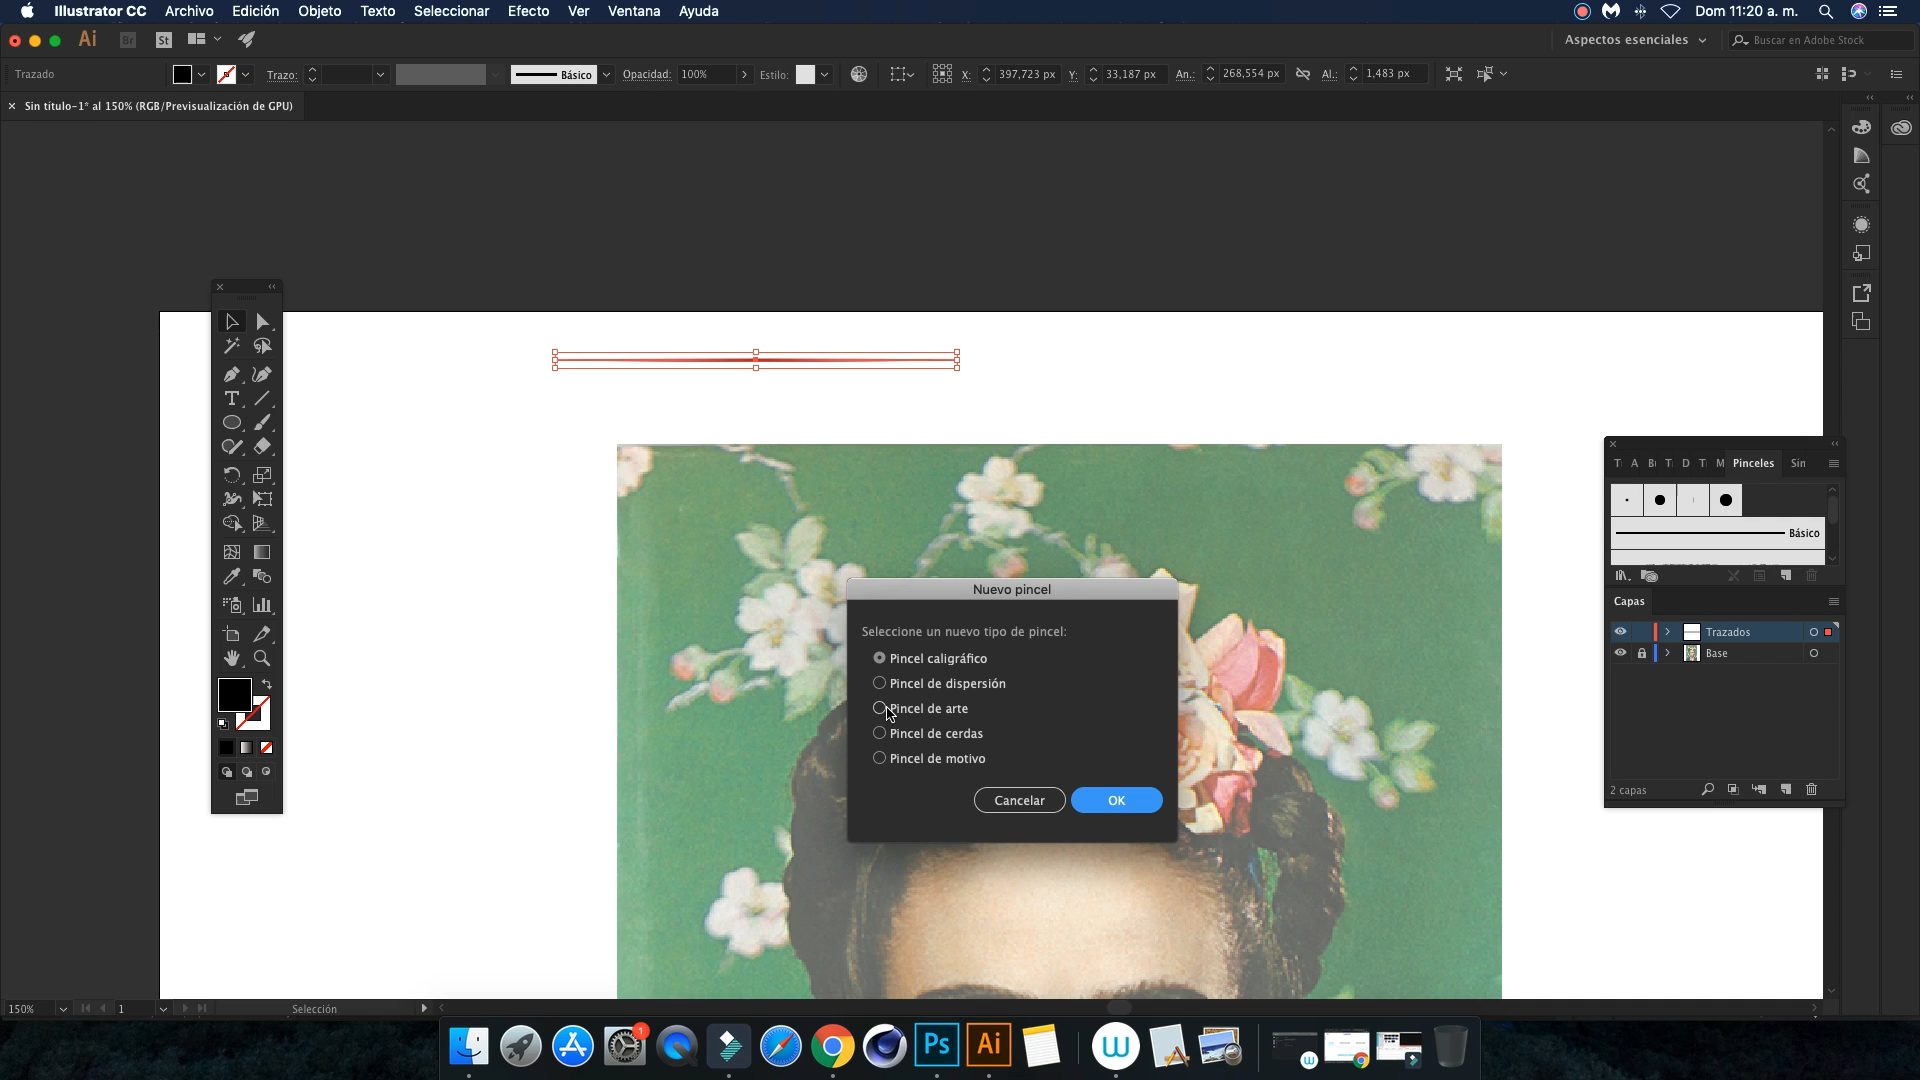 Illustrator CC Archivo Edición Objeto Texto Seleccionar Efecto Ver Ventana Ayuda Dom 11:20 a. m.
Ai Br St Aspectos esenciales Buscar en Adobe Stock
Trazado Trazo: Básico Opacidad: 100% Estilo: X: 397,723 px Y: 33,187 px An.: 268,554 px Al.: 1,483 px
× Sin título-1* al 150% (RGB/Previsualización de GPU)
Pinceles Sin
Básico
Nuevo pincel
Seleccione un nuevo tipo de pincel:
Pincel caligráfico
Pincel de dispersión
Pincel de arte
Pincel de cerdas
Pincel de motivo
Cancelar OK
Capas
Trazados
Base
2 capas
150% 1 Selección
1
Ps Ai